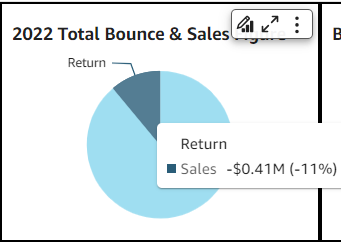 2022 Total Bounce & Sales
B
Return
Return
Sales -$0.41M (-11%)